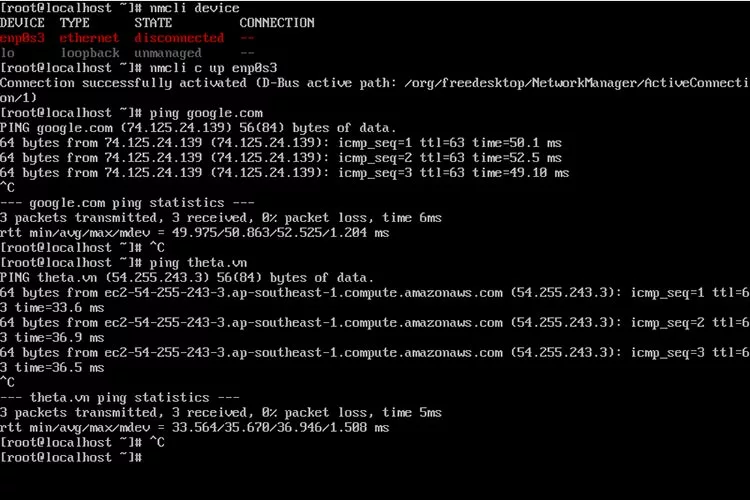 [root@localhost ~]# nmcli device
DEVICE  TYPE      STATE         CONNECTION
enp0s3  ethernet  disconnected  --
lo      loopback  unmanaged     --
[root@localhost ~]# nmcli c up enp0s3
Connection successfully activated (D-Bus active path: /org/freedesktop/NetworkManager/ActiveConnecti
on/1)
[root@localhost ~]# ping google.com
PING google.com (74.125.24.139) 56(84) bytes of data.
64 bytes from 74.125.24.139 (74.125.24.139): icmp_seq=1 ttl=63 time=50.1 ms
64 bytes from 74.125.24.139 (74.125.24.139): icmp_seq=2 ttl=63 time=52.5 ms
64 bytes from 74.125.24.139 (74.125.24.139): icmp_seq=3 ttl=63 time=49.10 ms
^C
--- google.com ping statistics ---
3 packets transmitted, 3 received, 0% packet loss, time 6ms
rtt min/avg/max/mdev = 49.975/50.863/52.525/1.204 ms
[root@localhost ~]# ^C
[root@localhost ~]# ping theta.vn
PING theta.vn (54.255.243.3) 56(84) bytes of data.
64 bytes from ec2-54-255-243-3.ap-southeast-1.compute.amazonaws.com (54.255.243.3): icmp_seq=1 ttl=6
3 time=33.6 ms
64 bytes from ec2-54-255-243-3.ap-southeast-1.compute.amazonaws.com (54.255.243.3): icmp_seq=2 ttl=6
3 time=36.9 ms
64 bytes from ec2-54-255-243-3.ap-southeast-1.compute.amazonaws.com (54.255.243.3): icmp_seq=3 ttl=6
3 time=36.5 ms
^C
--- theta.vn ping statistics ---
3 packets transmitted, 3 received, 0% packet loss, time 5ms
rtt min/avg/max/mdev = 33.564/35.670/36.946/1.508 ms
[root@localhost ~]# ^C
[root@localhost ~]#